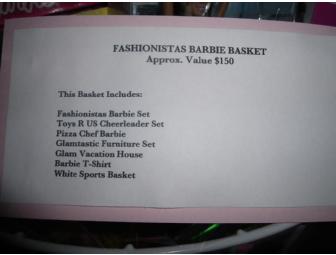 FASHIONISTAS BARBIE BASKET
Approx. Value $150
This Basket Includes:
Fashionistas Barbie Set
Toys R US Cheerleader Set
Pizza Chef Barbie
Glamtastic Furniture Set
Glam Vacation House
Barbie T-Shirt
White Sports Basket